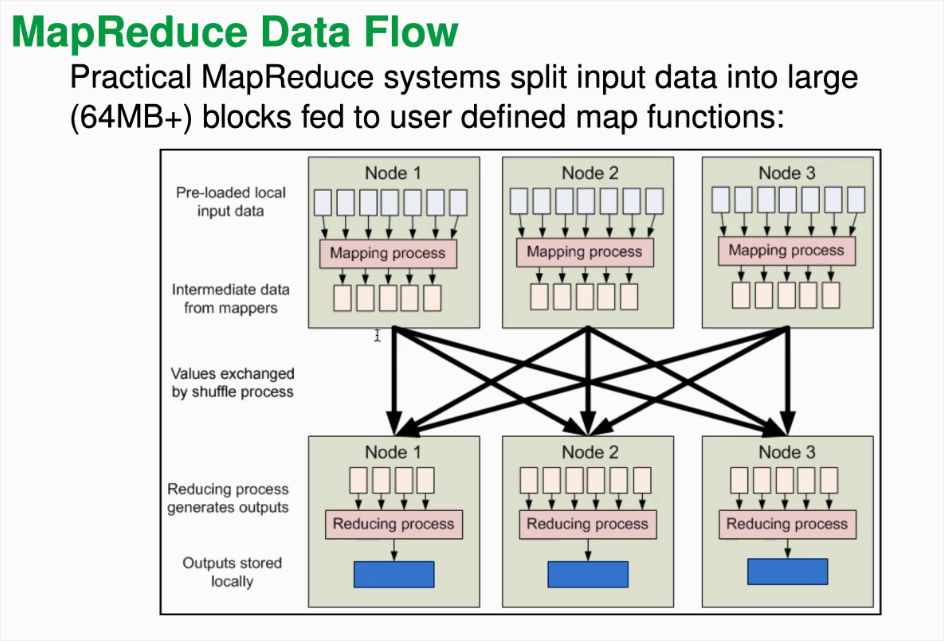 MapReduce Data Flow
Practical MapReduce systems split input data into large
(64MB+) blocks fed to user defined map functions:
Pre-loaded local
input data
Node 1
Node 2
Node 3
Mapping process
Mapping process
Mapping process
Intermediate data
from mappers
Values exchanged
by shuffle process
Node 1
Node 2
Node 3
Reducing process
generates outputs
Reducing process
Reducing process
Reducing process
Outputs stored
locally